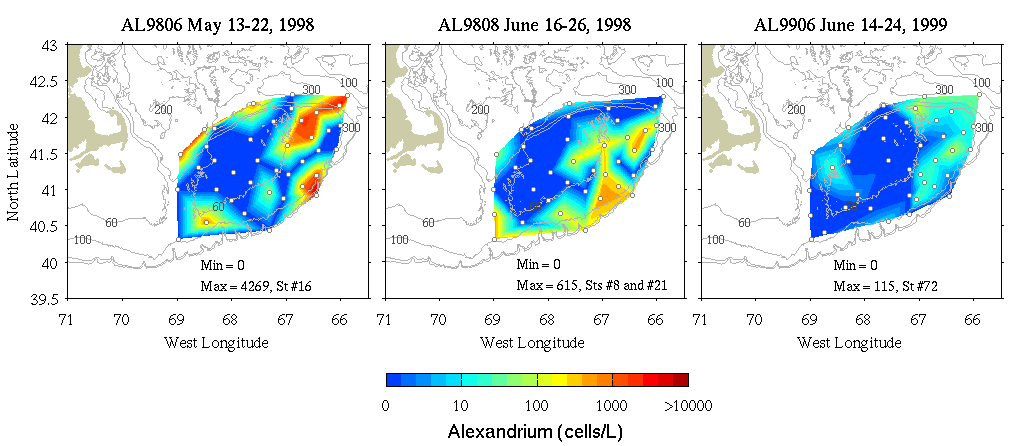 AL9806 May 13-22, 1998
AL9808 June 16-26, 1998
AL9906 June 14-24, 1999
43
42.5
42
41.5
41
40.5
40
39.5
North Latitude
100
300
200
300
60
60
100
Min = 0
Max = 4269, St #16
100
300
200
300
60
100
Min = 0
Max = 615, Sts #8 and #21
100
300
200
300
60
100
Min = 0
Max = 115, St #72
71 70 69 68 67 66
71 70 69 68 67 66
71 70 69 68 67 66
West Longitude
West Longitude
West Longitude
0 10 100 1000 >10000
Alexandrium (cells/L)